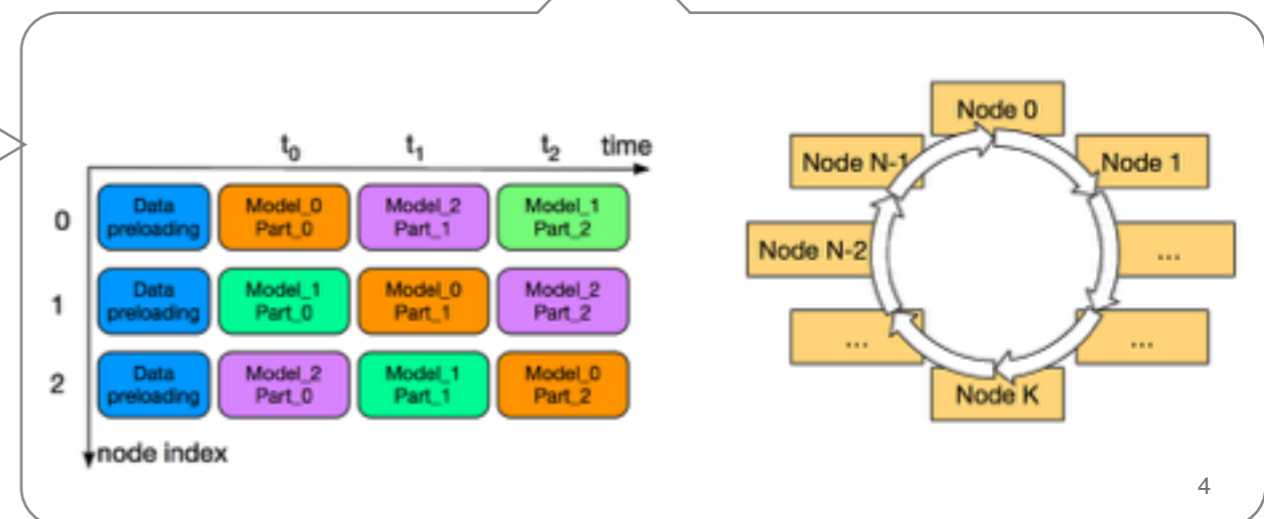 t0 t1 t2 time
0
Data
preloading
Model_0
Part_0
Model_2
Part_1
Model_1
Part_2
1
Data
preloading
Model_1
Part_0
Model_0
Part_1
Model_2
Part_2
2
Data
preloading
Model_2
Part_0
Model_1
Part_1
Model_0
Part_2
node index
Node 0
Node N-1
Node 1
Node N-2
...
...
...
Node K
4